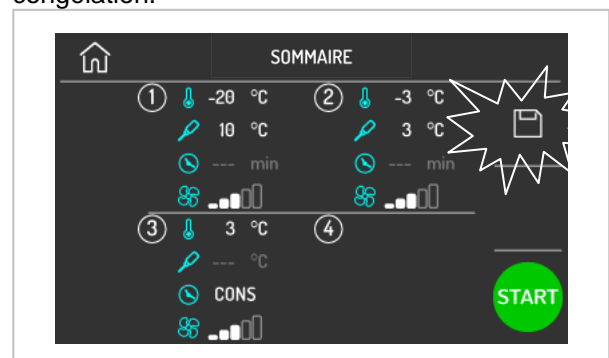 congélation.
SOMMAIRE
1 -20 °C 2 -3 °C
10 °C 3 °C
--- min --- min
3 3 °C 4
--- °C
CONS
START